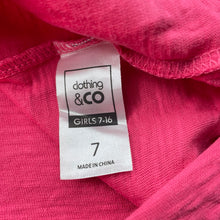 clothing
&CO
GIRLS 7-16
7
MADE IN CHINA